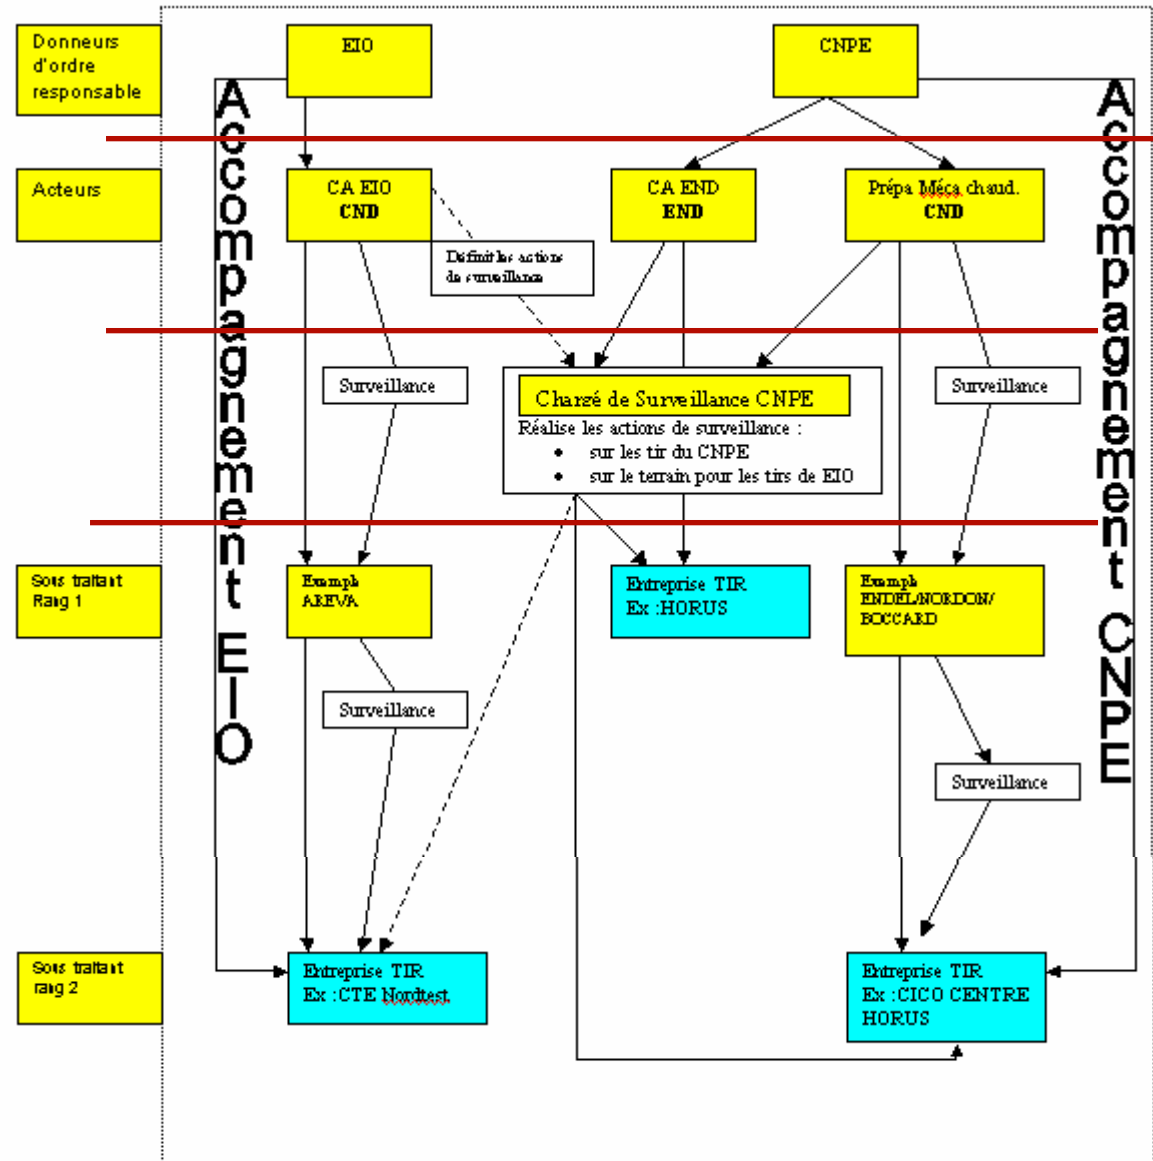 Donneurs
d'ordre
responsable
EIO
CNPE
Accompagnement EIO
Accompagnement CNPE
Acteurs
CA EIO
CND
CA END
END
Prépa Méca chaud.
CND
Définit les actions
de surveillance
Surveillance
Surveillance
Chargé de Surveillance CNPE
Réalise les actions de surveillance :
• sur les tir du CNPE
• sur le terrain pour les tirs de EIO
Sous traitant
Rang 1
Exemple
AREVA
Entreprise TIR
Ex :HORUS
Exemple
ENDEL/NORDON/
BOCCARD
Surveillance
Surveillance
Sous traitant
rang 2
Entreprise TIR
Ex :CTE Nordtest
Entreprise TIR
Ex :CICO CENTRE
HORUS